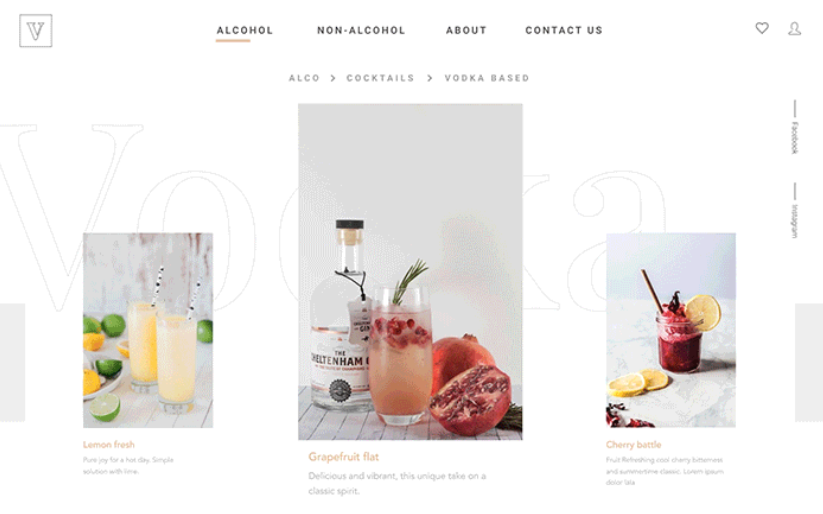 V
ALCOHOL NON-ALCOHOL ABOUT CONTACT US
ALCO > COCKTAILS > VODKA BASED
Vodka
Facebook
Instagram
THE
CHELTENHAM G
Lemon fresh
Pure joy for a hot day. Simple
solution with lime.
Grapefruit flat
Delicious and vibrant, this unique take on a
classic spirit.
Cherry battle
Fruit Refreshing cool cherry bitterness
and summertime classic. Lorem ipsum
dolor lala